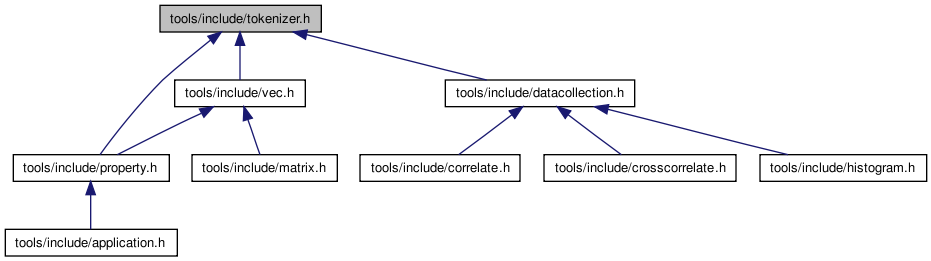 tools/include/tokenizer.h
tools/include/vec.h
tools/include/datacollection.h
tools/include/property.h
tools/include/matrix.h
tools/include/correlate.h
tools/include/crosscorrelate.h
tools/include/histogram.h
tools/include/application.h